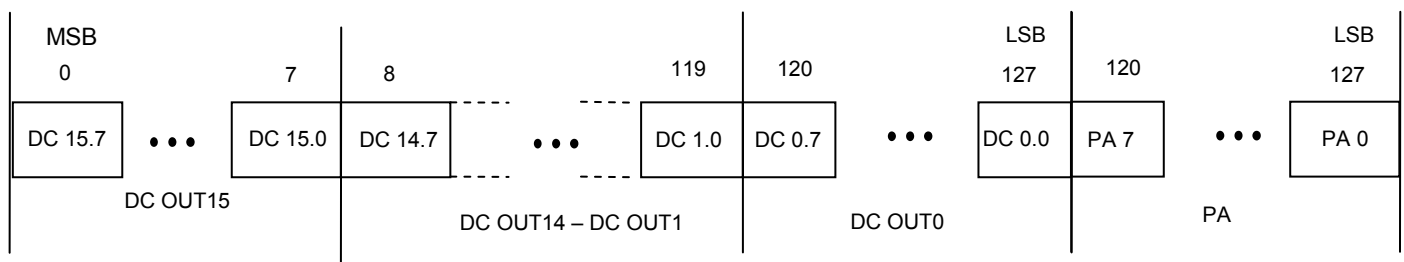 MSB LSB LSB
0 7 8 119 120 127 120 127
DC 15.7 ••• DC 15.0 DC 14.7 ••• DC 1.0 DC 0.7 ••• DC 0.0 PA 7 ••• PA 0
DC OUT15 DC OUT14 – DC OUT1 DC OUT0 PA